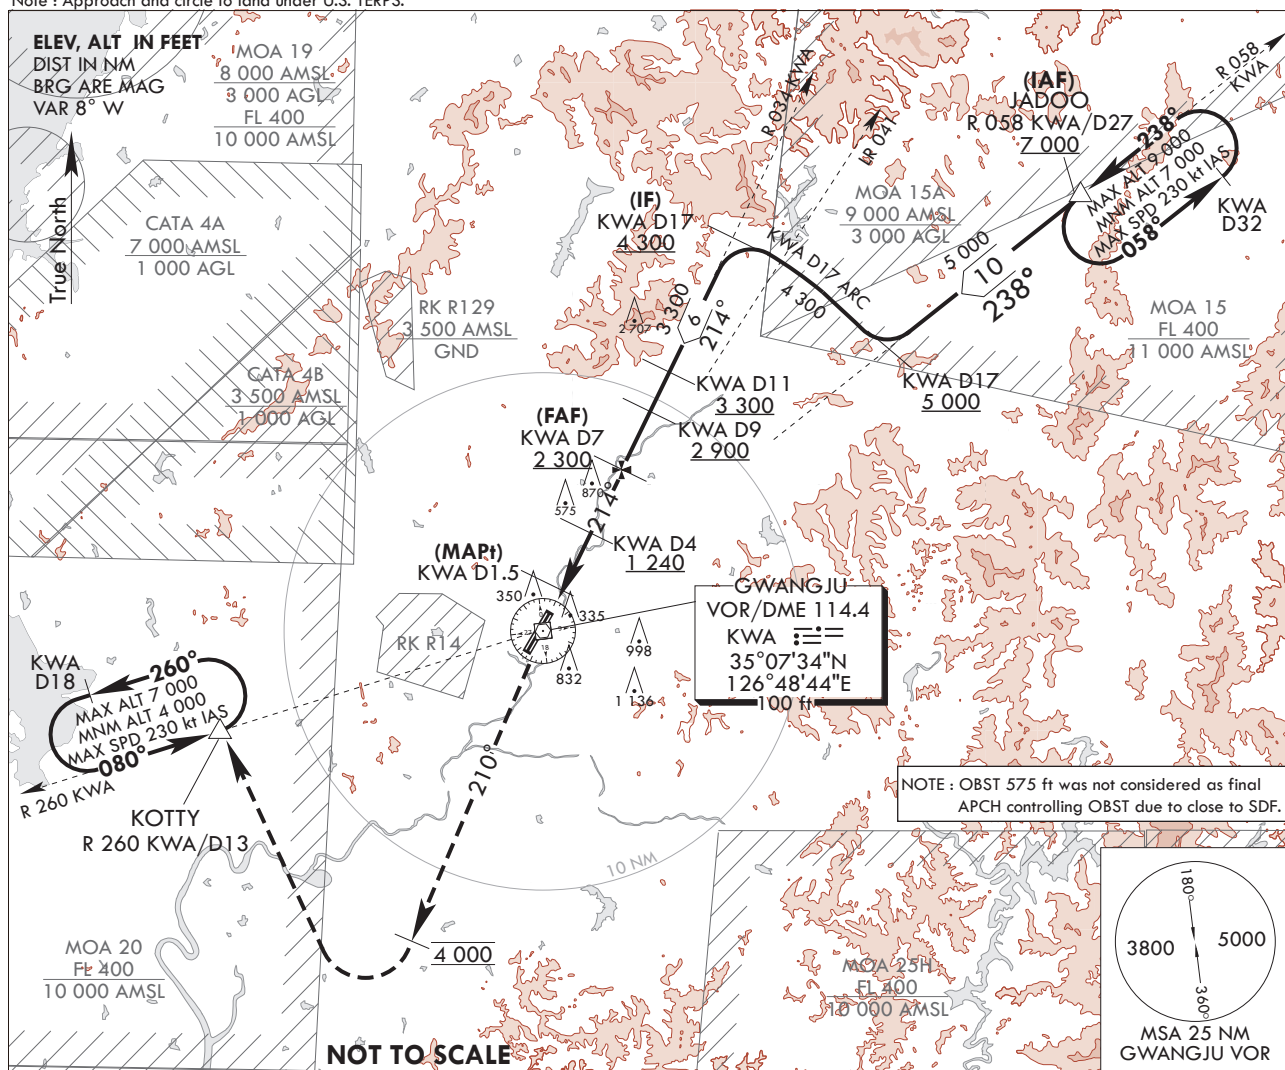 Note : Approach and circle to land under U.S. TERPS.
ELEV, ALT IN FEET
DIST IN NM
BRG ARE MAG
VAR 8° W
True North
MOA 19
8 000 AMSL
3 000 AGL
FL 400
10 000 AMSL
CATA 4A
7 000 AMSL
1 000 AGL
CATA 4B
3 500 AMSL
1 000 AGL
RK R129
3 500 AMSL
GND
(IF)
KWA D17
4 300
2 707
R 034 KWA
LR 041
KWA D17 ARC
4 300
MOA 15A
9 000 AMSL
3 000 AGL
(IAF)
JADOO
R 058 KWA/D27
7 000
R 058
KWA
238°
MAX ALT 9 000
MNM ALT 7 000
MAX SPD 230 kt IAS
058°
KWA
D32
5 000
10
238°
MOA 15
FL 400
11 000 AMSL
KWA D17
5 000
3 300
6
214°
KWA D11
3 300
KWA D9
2 900
(FAF)
KWA D7
2 300
870
575
214°
KWA D4
1 240
(MAPt)
KWA D1.5
350
335
832
998
1 136
18
RK R14
GWANGJU
VOR/DME 114.4
KWA
35°07'34"N
126°48'44"E
100 ft
KWA
D18
260°
MAX ALT 7 000
MNM ALT 4 000
MAX SPD 230 kt IAS
080°
R 260 KWA
KOTTY
R 260 KWA/D13
210°
4 000
10 NM
NOTE : OBST 575 ft was not considered as final
APCH controlling OBST due to close to SDF.
MOA 20
FL 400
10 000 AMSL
MOA 25H
FL 400
10 000 AMSL
NOT TO SCALE
180°
3800
5000
360°
MSA 25 NM
GWANGJU VOR